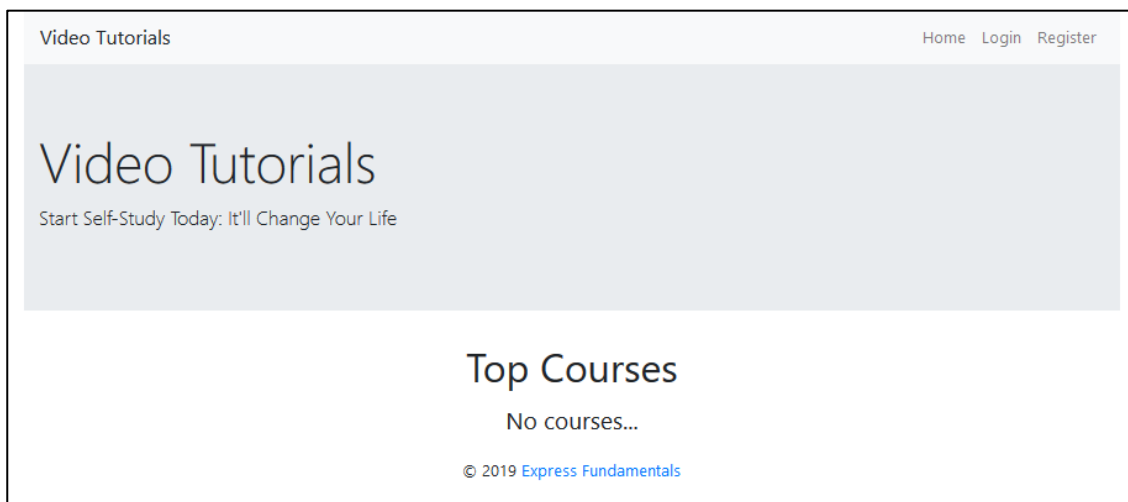 Video Tutorials Home Login Register
Video Tutorials
Start Self-Study Today: It'll Change Your Life
Top Courses
No courses...
© 2019 Express Fundamentals